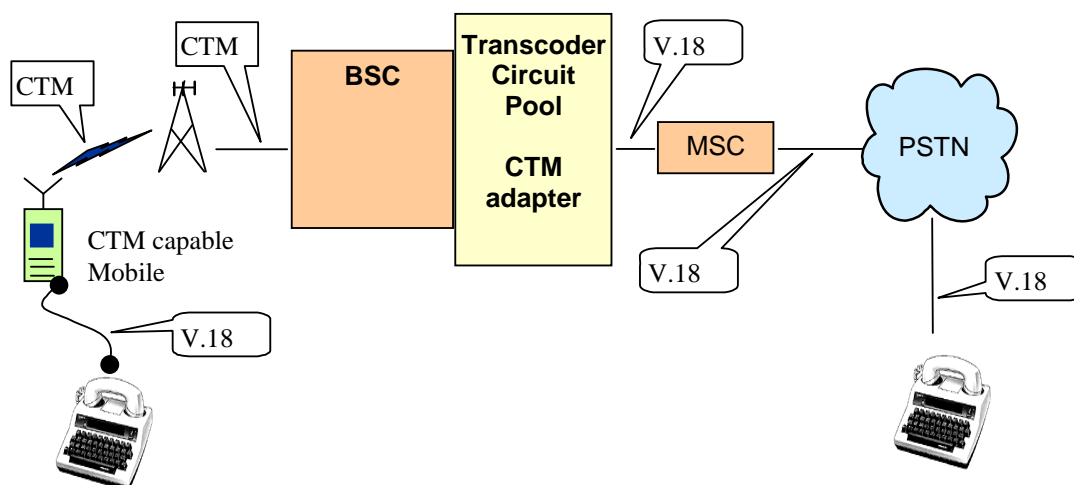 CTM
CTM
BSC
Transcoder
Circuit
Pool
CTM
adapter
V.18
MSC
PSTN
CTM capable
Mobile
V.18
V.18
V.18